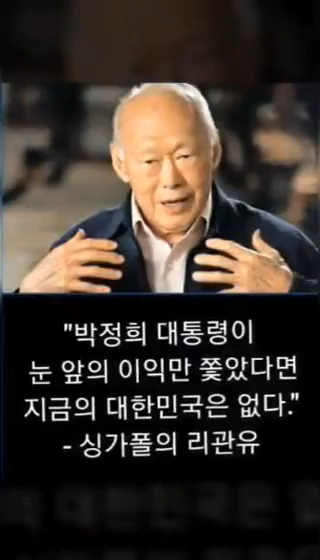 "박정희 대통령이
눈 앞의 이익만 쫓았다면
지금의 대한민국은 없다."
- 싱가폴의 리관유